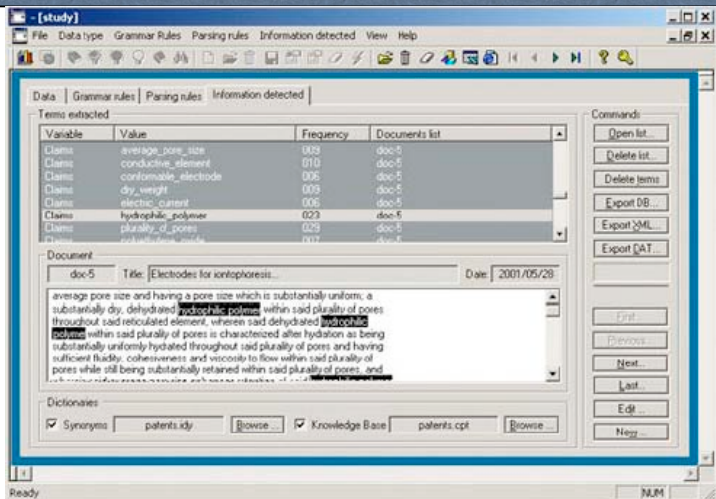 - [study]
File Data type Grammar Rules Parsing rules Information detected View Help
Data Grammar rules Parsing rules Information detected
Terms extracted
Variable Value Frequency Documents list
Claims average_pore_size 009 doc-5
Claims conductive_element 010 doc-5
Claims conformable_electrode 006 doc-5
Claims dry_weight 009 doc-5
Claims electric_current 006 doc-5
Claims hydrophilic_polymer 023 doc-5
Claims plurality_of_pores 029 doc-5
Claims polyethylene_oxide 007 doc-5
Document
doc-5 Title: Electrodes for iontophoresis... Date: 2001/05/28
average pore size and having a pore size which is substantially uniform; a
substantially dry, dehydrated hydrophilic polymer within said plurality of pores
throughout said reticulated element, wherein said dehydrated hydrophilic
polymer within said plurality of pores is characterized after hydration as being
substantially uniformly hydrated throughout said plurality of pores and having
sufficient fluidity, cohesiveness and viscosity to flow within said plurality of
pores while still being substantially retained within said plurality of pores, and
Dictionaries
Synonyms patents.idy Browse ... Knowledge Base patents.cpt Browse ...
Commands
Open list...
Delete list...
Delete terms
Export DB...
Export XML...
Export DAT...
First...
Previous...
Next...
Last...
Edit ...
New...
Ready NUM